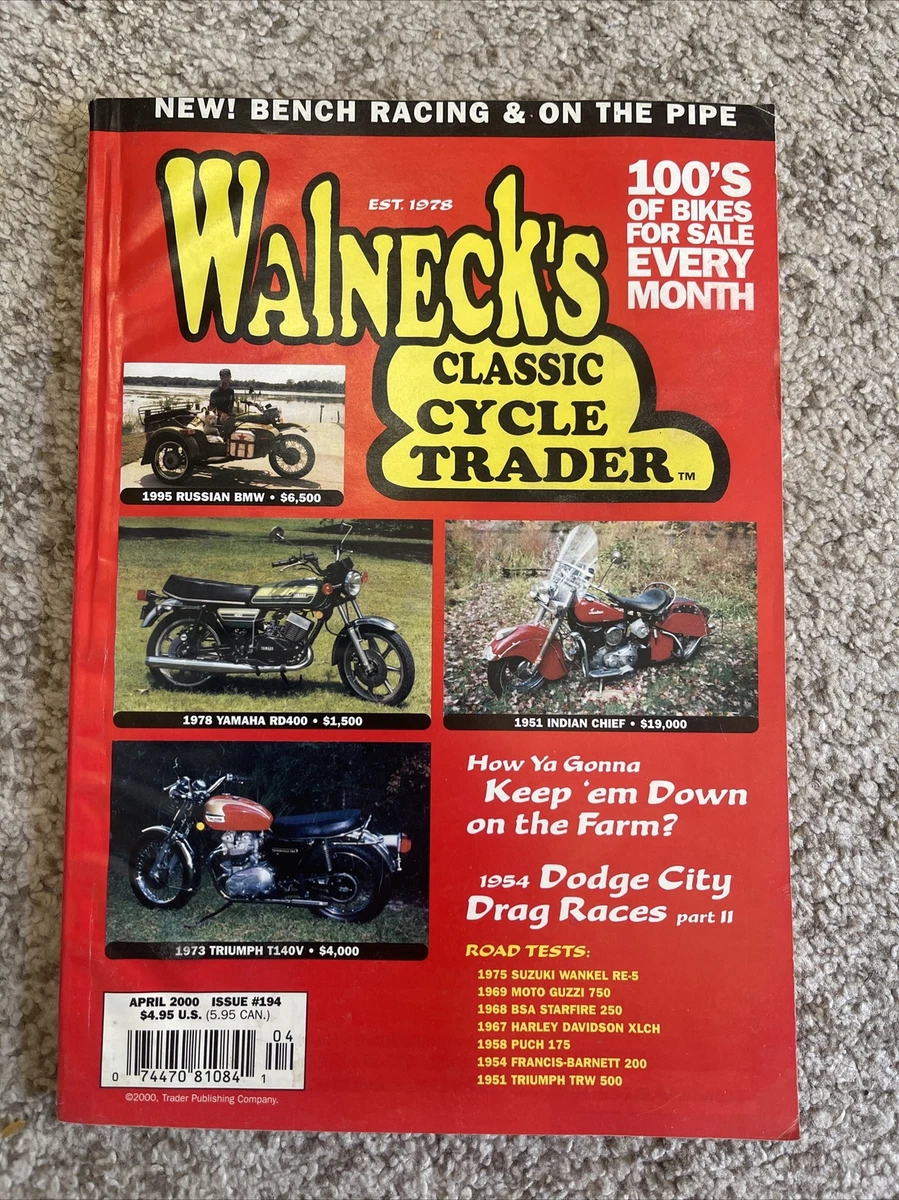 NEW! BENCH RACING & ON THE PIPE
EST. 1978
WALNECK'S
CLASSIC
CYCLE
TRADER™
100'S
OF BIKES
FOR SALE
EVERY
MONTH
1995 RUSSIAN BMW • $6,500
1978 YAMAHA RD400 • $1,500
Indian
1951 INDIAN CHIEF • $19,000
YAMAHA
1973 TRIUMPH T140V • $4,000
How Ya Gonna
Keep 'em Down
on the Farm?
1954 Dodge City
Drag Races part II
ROAD TESTS:
1975 SUZUKI WANKEL RE-5
1969 MOTO GUZZI 750
1968 BSA STARFIRE 250
1967 HARLEY DAVIDSON XLCH
1958 PUCH 175
1954 FRANCIS-BARNETT 200
1951 TRIUMPH TRW 500
APRIL 2000 ISSUE #194
$4.95 U.S. (5.95 CAN.)
04
0 74470 81084 1
©2000, Trader Publishing Company.